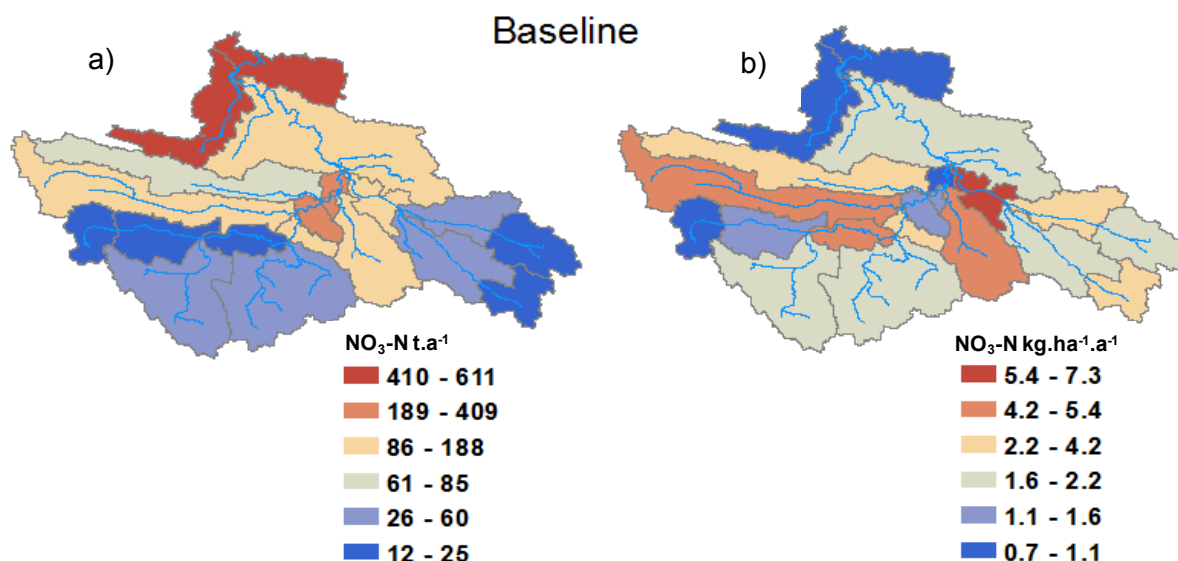 Baseline
a)
b)
NO₃-N t.a⁻¹
410 - 611
189 - 409
86 - 188
61 - 85
26 - 60
12 - 25
NO₃-N kg.ha⁻¹.a⁻¹
5.4 - 7.3
4.2 - 5.4
2.2 - 4.2
1.6 - 2.2
1.1 - 1.6
0.7 - 1.1